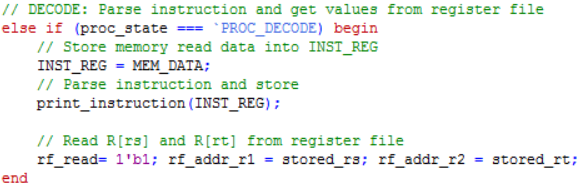 // DECODE: Parse instruction and get values from register file
else if (proc_state === `PROC_DECODE) begin
// Store memory read data into INST_REG
INST_REG = MEM_DATA;
// Parse instruction and store
print_instruction(INST_REG);
// Read R[rs] and R[rt] from register file
rf_read= 1'b1; rf_addr_r1 = stored_rs; rf_addr_r2 = stored_rt;
end